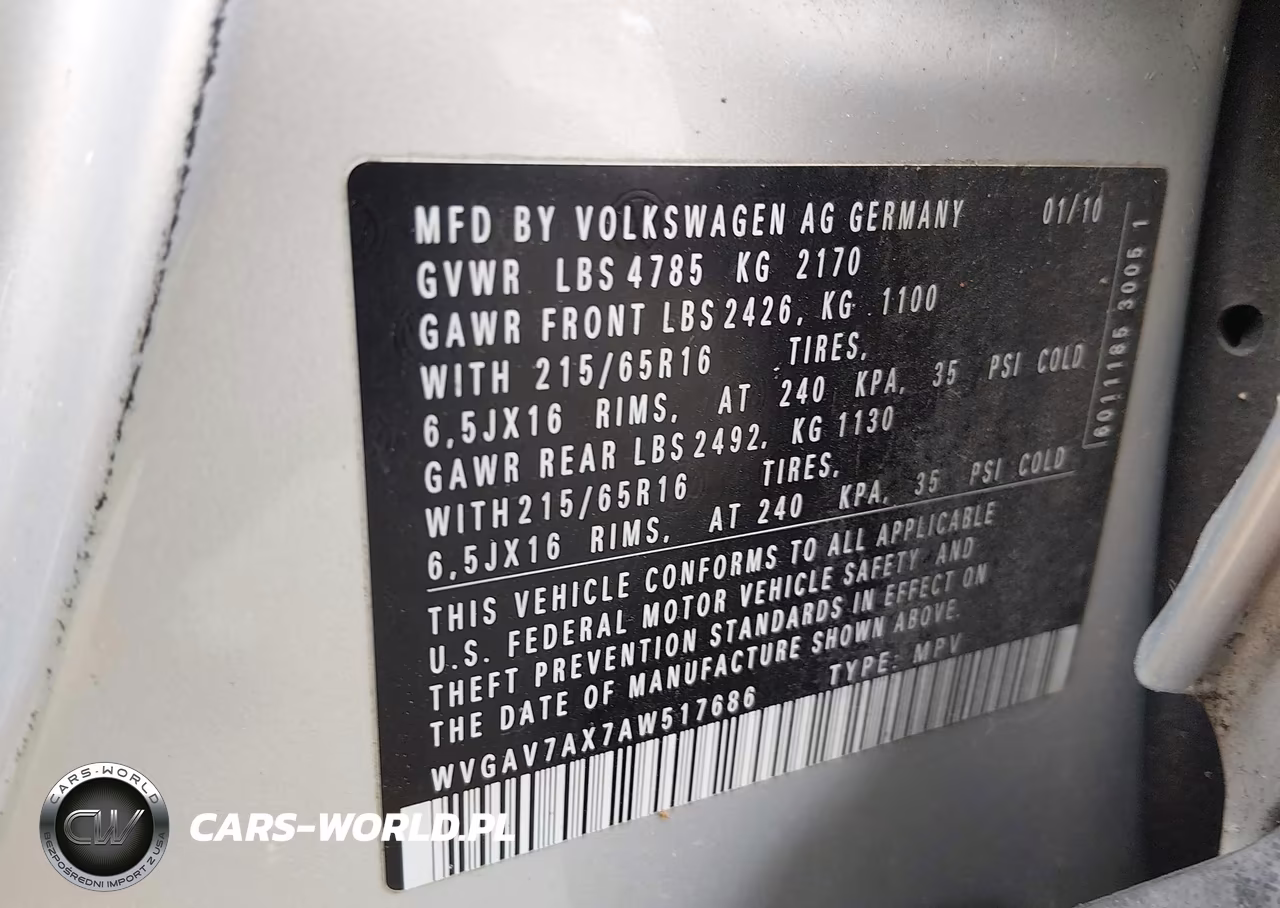 MFD BY VOLKSWAGEN AG GERMANY 01/10
GVWR LBS 4785 KG 2170
GAWR FRONT LBS 2426, KG 1100
WITH 215/65R16 TIRES,
6,5JX16 RIMS, AT 240 KPA, 35 PSI COLD
GAWR REAR LBS 2492, KG 1130
WITH 215/65R16 TIRES,
6,5JX16 RIMS, AT 240 KPA, 35 PSI COLD
THIS VEHICLE CONFORMS TO ALL APPLICABLE
U.S. FEDERAL MOTOR VEHICLE SAFETY AND
THEFT PREVENTION STANDARDS IN EFFECT ON
THE DATE OF MANUFACTURE SHOWN ABOVE.
WVGAV7AX7AW517686 TYPE: MPV
CARS-WORLD
CW
BEZPOŚREDNI IMPORT Z USA
CARS-WORLD.PL